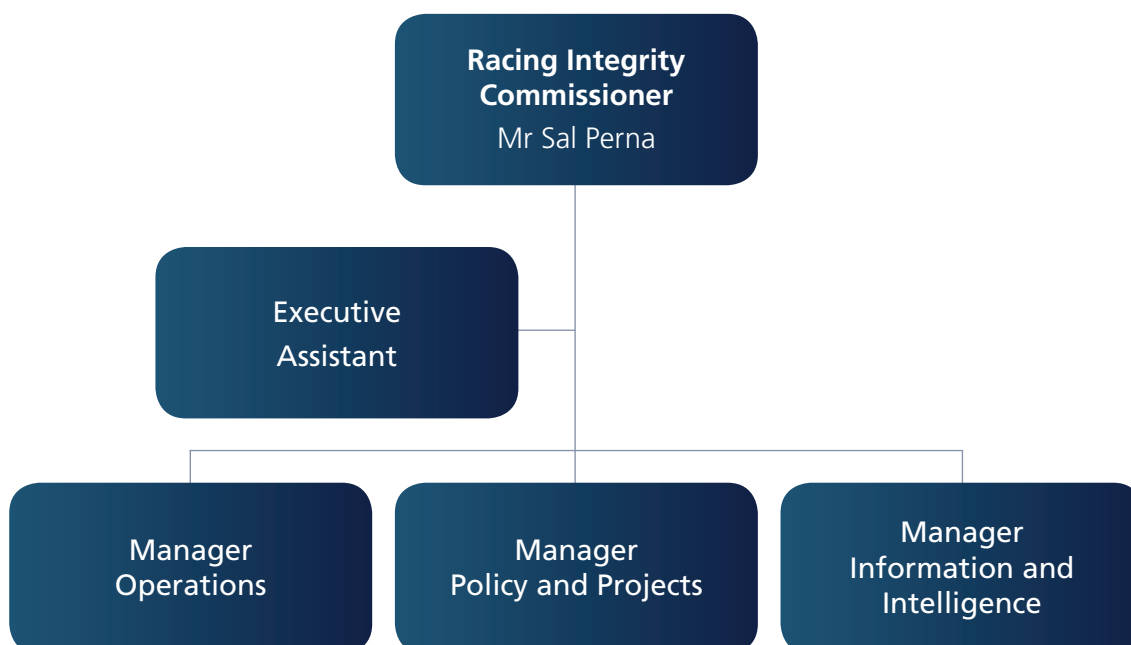 Racing Integrity
Commissioner
Mr Sal Perna
Executive
Assistant
Manager
Operations
Manager
Policy and Projects
Manager
Information and
Intelligence